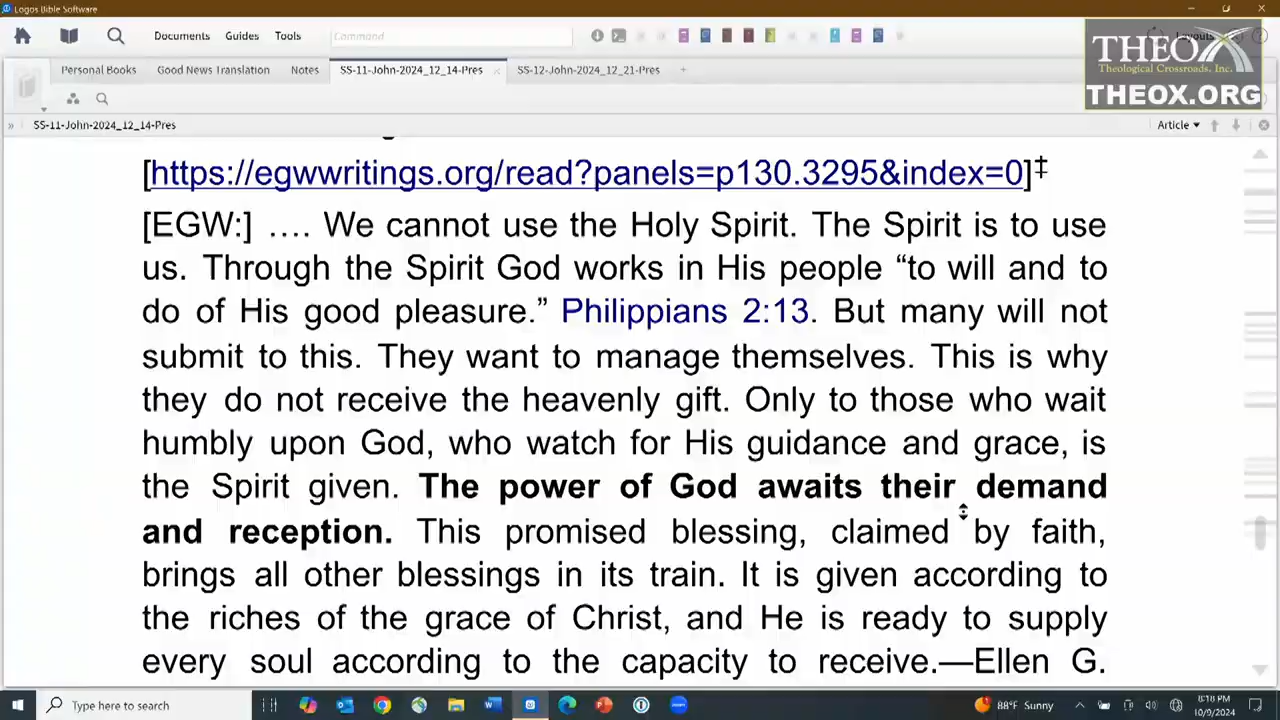 Logos Bible Software
Documents Guides Tools Command Layouts
THEOX
Theological Crossroads, Inc.
THEOX.ORG
Personal Books Good News Translation Notes SS-11-John-2024_12_14-Pres SS-12-John-2024_12_21-Pres
SS-11-John-2024_12_14-Pres Article
[https://egwwritings.org/read?panels=p130.3295&index=0]‡
[EGW:] …. We cannot use the Holy Spirit. The Spirit is to use
us. Through the Spirit God works in His people “to will and to
do of His good pleasure.” Philippians 2:13. But many will not
submit to this. They want to manage themselves. This is why
they do not receive the heavenly gift. Only to those who wait
humbly upon God, who watch for His guidance and grace, is
the Spirit given. The power of God awaits their demand
and reception. This promised blessing, claimed by faith,
brings all other blessings in its train. It is given according to
the riches of the grace of Christ, and He is ready to supply
every soul according to the capacity to receive.—Ellen G.
Type here to search
88°F Sunny
8:18 PM
10/9/2024